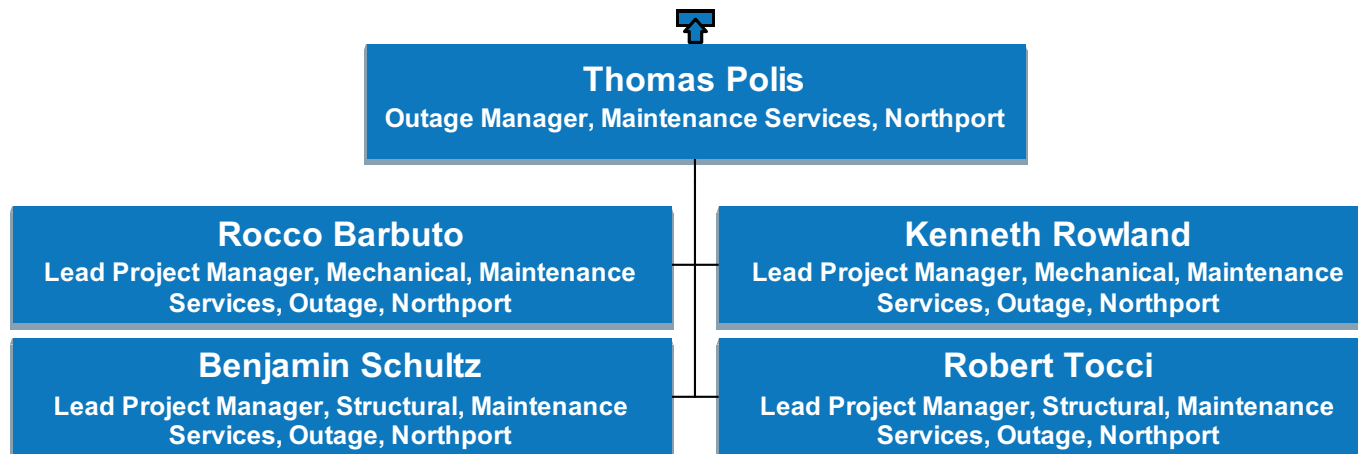 Thomas Polis
Outage Manager, Maintenance Services, Northport
Rocco Barbuto
Lead Project Manager, Mechanical, Maintenance
Services, Outage, Northport
Kenneth Rowland
Lead Project Manager, Mechanical, Maintenance
Services, Outage, Northport
Benjamin Schultz
Lead Project Manager, Structural, Maintenance
Services, Outage, Northport
Robert Tocci
Lead Project Manager, Structural, Maintenance
Services, Outage, Northport